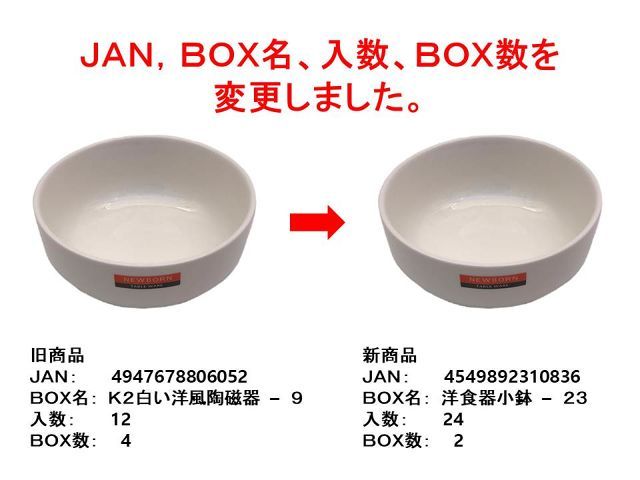 JAN，BOX名、入数、BOX数を
変更しました。
NEWBORN
TABLE WARE
NEWBORN
TABLE WARE
旧商品
JAN：　4947678806052
BOX名：　K2白い洋風陶磁器 － 9
入数：　12
BOX数：　4
新商品
JAN：　4549892310836
BOX名：　洋食器小鉢 － 23
入数：　24
BOX数：　2